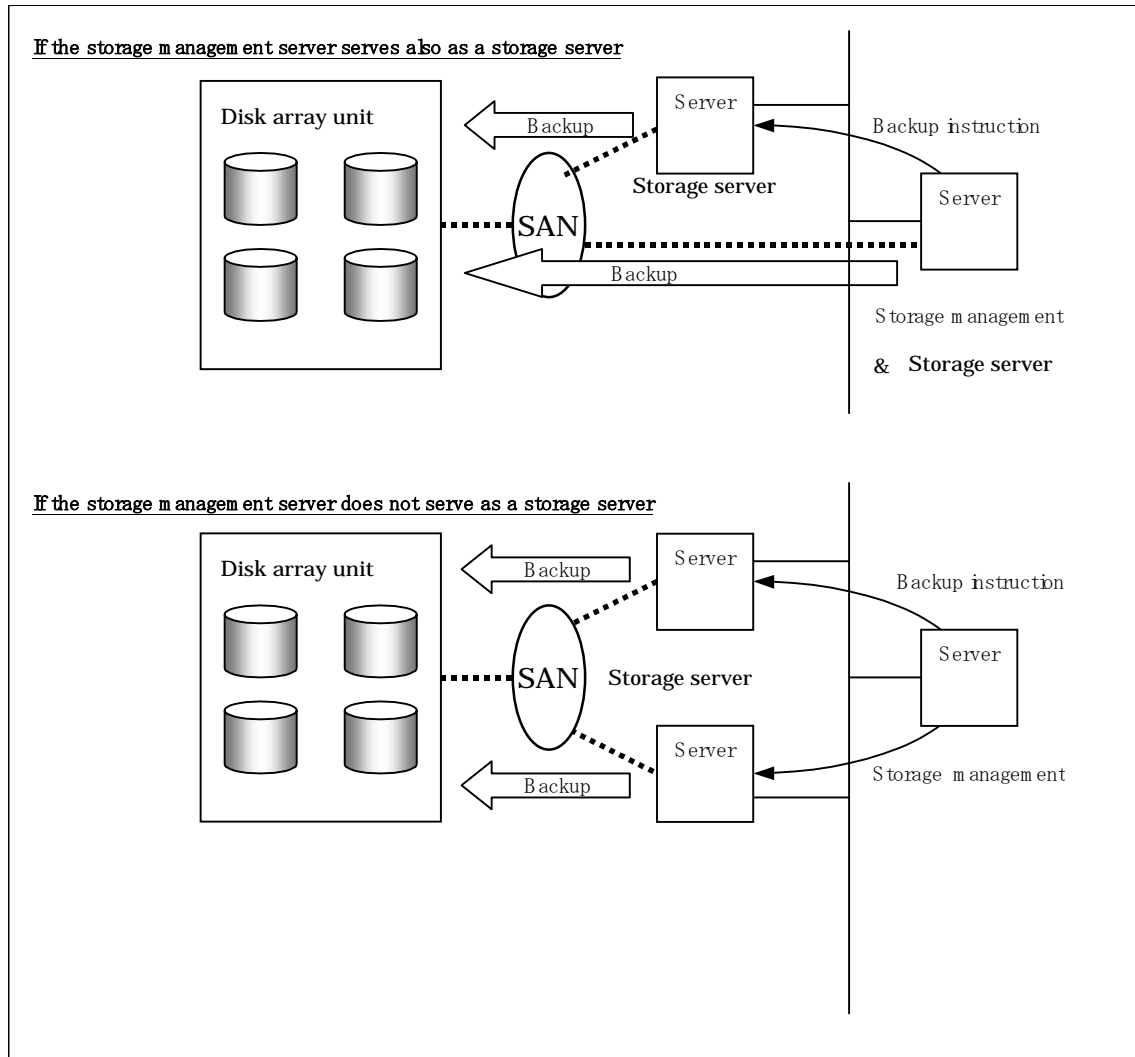 If the storage management server serves also as a storage server
Server
Disk array unit
Backup
Backup instruction
Storage server
Server
SAN
Backup
Storage management
& Storage server
If the storage management server does not serve as a storage server
Server
Disk array unit
Backup
Backup instruction
Server
SAN
Storage server
Server
Storage management
Backup